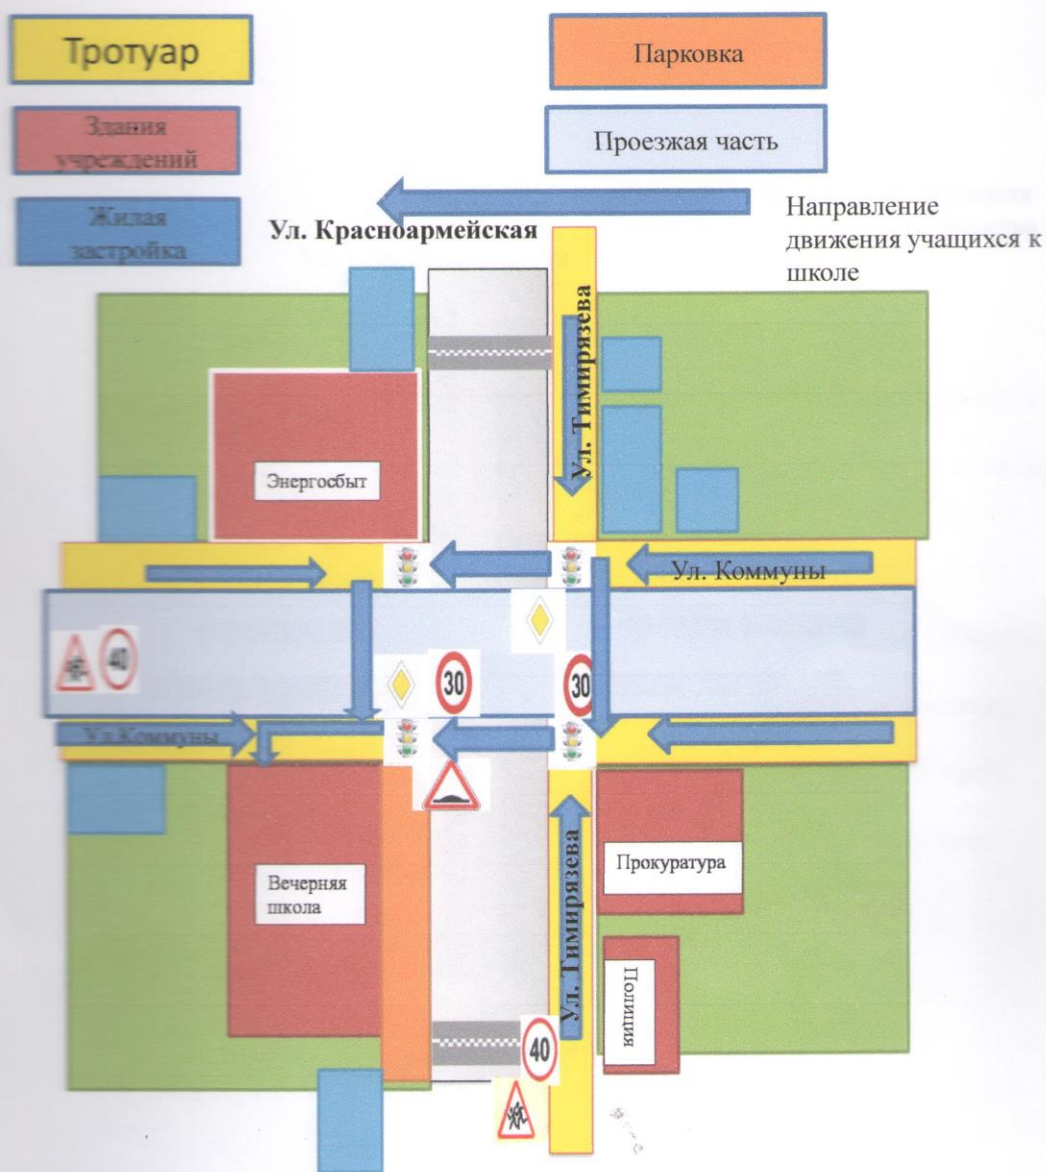 Тротуар
Парковка
Здания
учреждений
Проезжая часть
Жилая
застройка
Направление
движения учащихся к
школе
Ул. Красноармейская
Ул. Тимирязева
Энергосбыт
Ул. Коммуны
40
30
30
Ул.Коммуны
Вечерняя
школа
Прокуратура
Ул. Тимирязева
Полиция
40